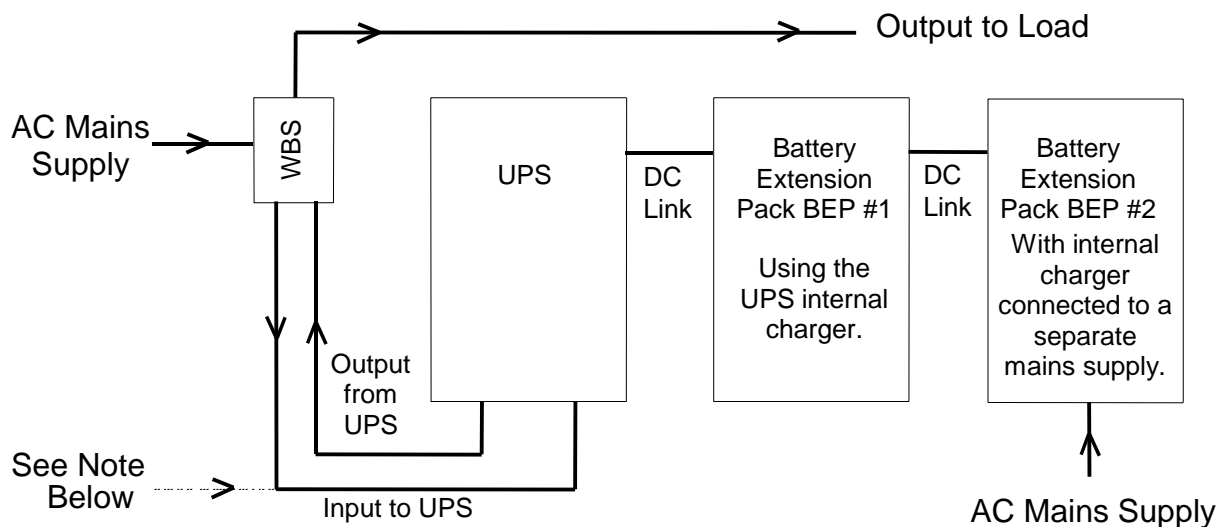 Output to Load
AC Mains
Supply
WBS
UPS
DC
Link
Battery
Extension
Pack BEP #1
Using the
UPS internal
charger.
DC
Link
Battery
Extension
Pack BEP #2
With internal
charger
connected to a
separate
mains supply.
Output
from
UPS
See Note
Below
Input to UPS
AC Mains Supply